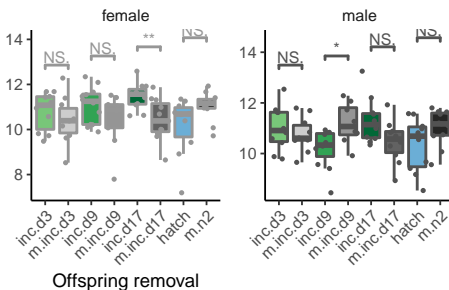 female
male
NS.
NS.
**
NS.
NS.
*
NS.
NS.
14
12
10
8
14
12
10
inc.d3
m.inc.d3
inc.d9
m.inc.d9
inc.d17
m.inc.d17
hatch
m.n2
inc.d3
m.inc.d3
inc.d9
m.inc.d9
inc.d17
m.inc.d17
hatch
m.n2
Offspring removal